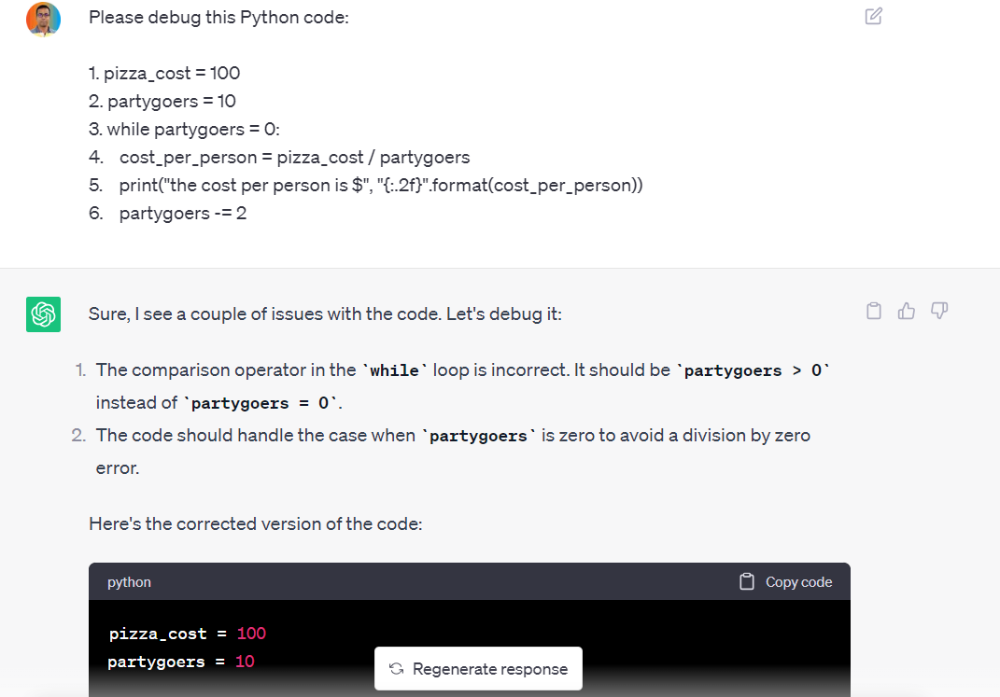 Please debug this Python code:
1. pizza_cost = 100
2. partygoers = 10
3. while partygoers = 0:
4. cost_per_person = pizza_cost / partygoers
5. print("the cost per person is $", "{:.2f}".format(cost_per_person))
6. partygoers -= 2
Sure, I see a couple of issues with the code. Let's debug it:
1. The comparison operator in the `while` loop is incorrect. It should be `partygoers > 0`
instead of `partygoers = 0`.
2. The code should handle the case when `partygoers` is zero to avoid a division by zero
error.
Here's the corrected version of the code:
python Copy code
pizza_cost = 100
partygoers = 10
Regenerate response